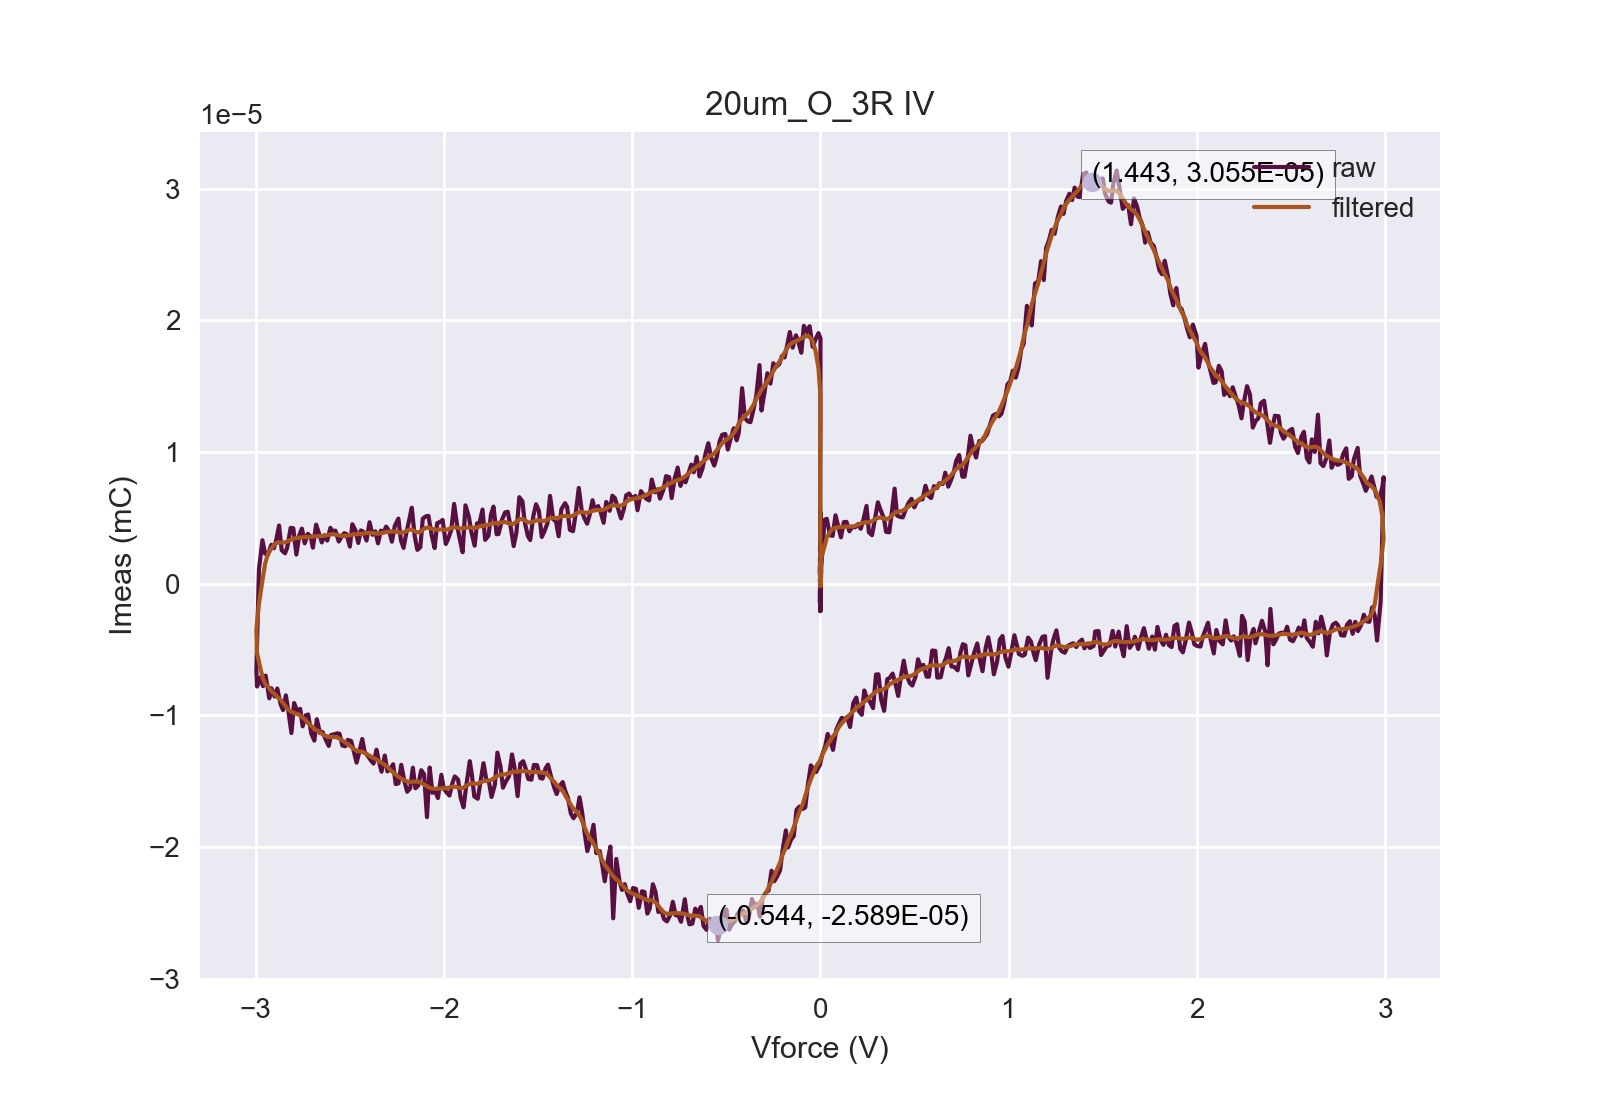 20um_O_3R IV
1e−5
(1.443, 3.055E-05)
raw
filtered
3
2
1
0
−1
−2
−3
Imeas (mC)
(-0.544, -2.589E-05)
−3
−2
−1
0
1
2
3
Vforce (V)